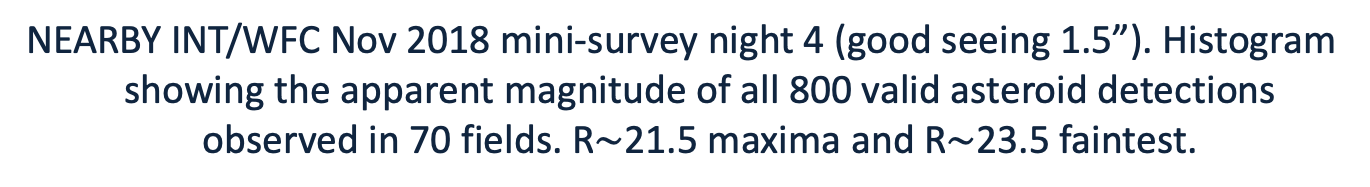 NEARBY INT/WFC Nov 2018 mini-survey night 4 (good seeing 1.5”). Histogram
showing the apparent magnitude of all 800 valid asteroid detections
observed in 70 fields. R~21.5 maxima and R~23.5 faintest.